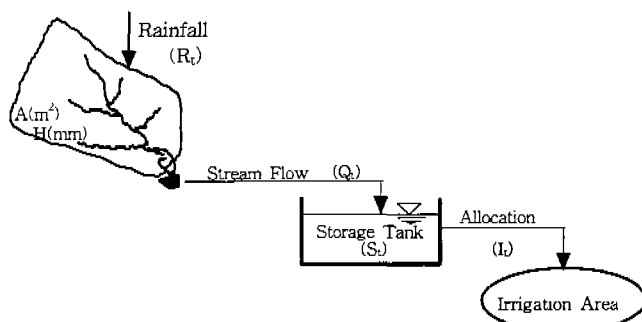 Rainfall
(Rₜ)
A(m²)
H(mm)
Stream Flow (Qₜ)
Storage Tank
(Sₜ)
Allocation
(Iₜ)
Irrigation Area